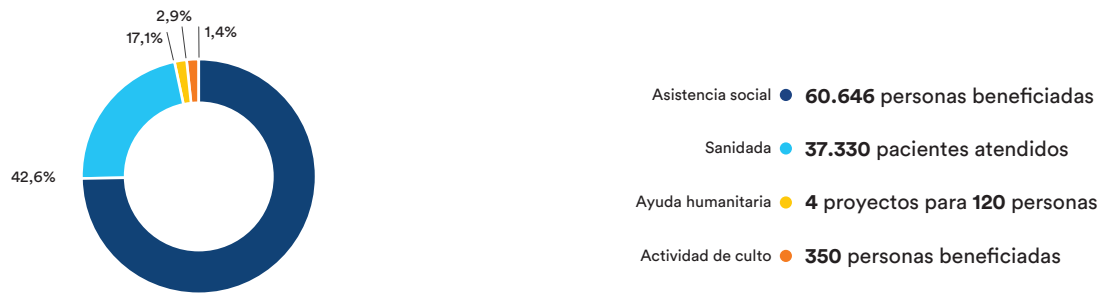 2,9%
17,1%
1,4%
42,6%
Asistencia social 60.646 personas beneficiadas
Sanidada 37.330 pacientes atendidos
Ayuda humanitaria 4 proyectos para 120 personas
Actividad de culto 350 personas beneficiadas